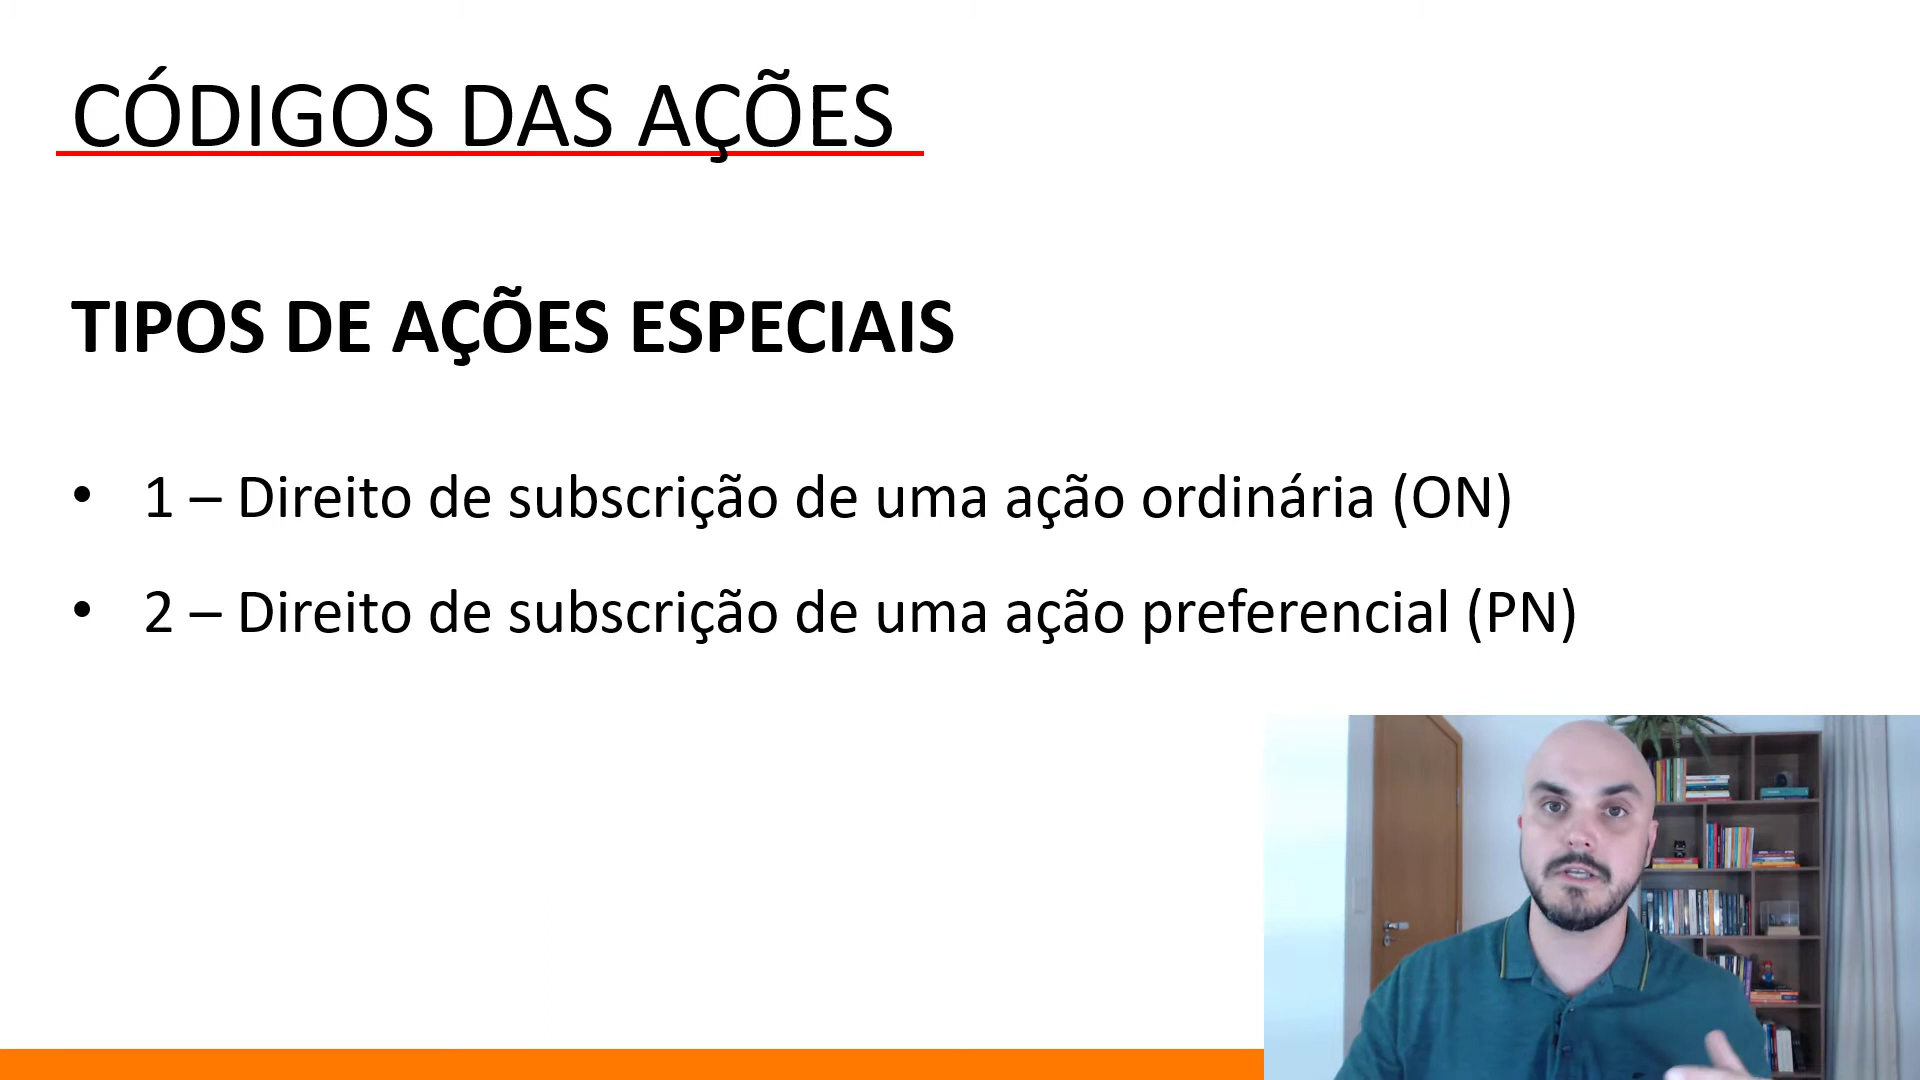 CÓDIGOS DAS AÇÕES
TIPOS DE AÇÕES ESPECIAIS
• 1 – Direito de subscrição de uma ação ordinária (ON)
• 2 – Direito de subscrição de uma ação preferencial (PN)